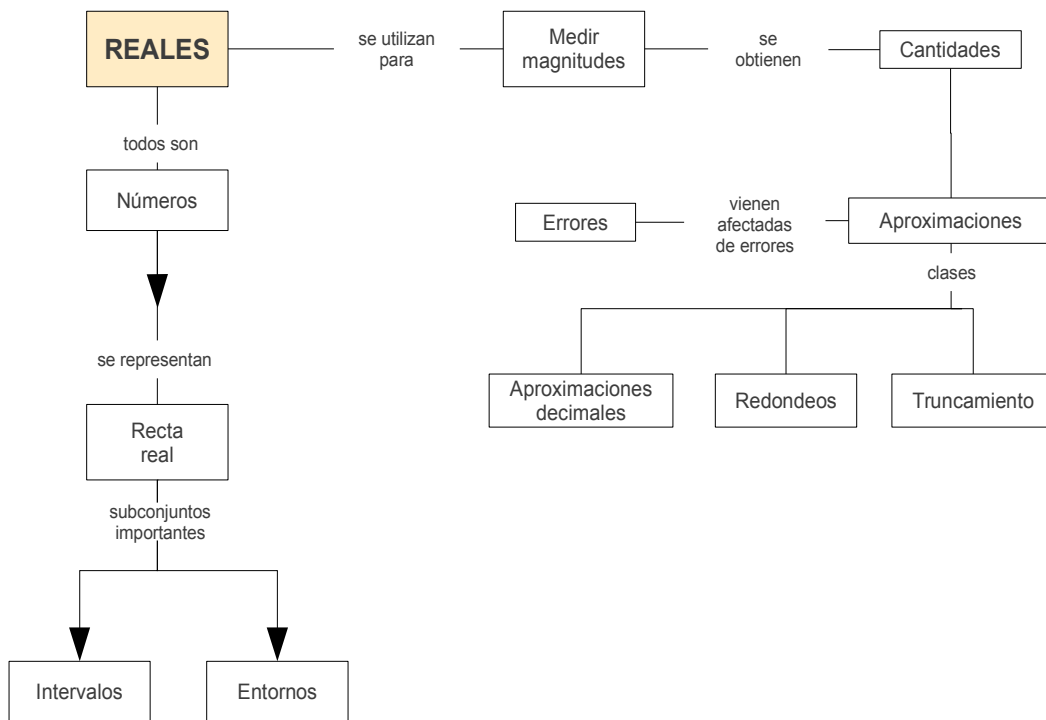 REALES
se utilizan
para
Medir
magnitudes
se
obtienen
Cantidades
todos son
Números
Errores
vienen
afectadas
de errores
Aproximaciones
clases
se representan
Aproximaciones
decimales
Redondeos
Truncamiento
Recta
real
subconjuntos
importantes
Intervalos
Entornos